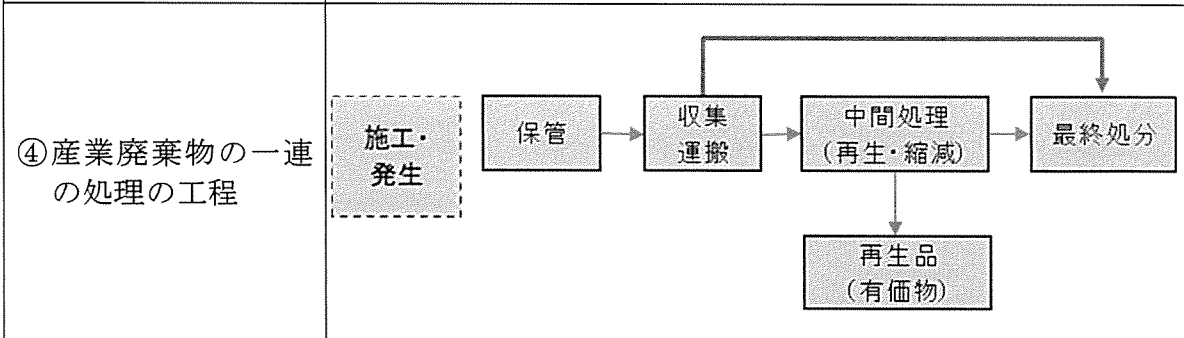 ④産業廃棄物の一連
の処理の工程
施工・
発生
保管
収集
運搬
中間処理
(再生・縮減)
最終処分
再生品
(有価物)